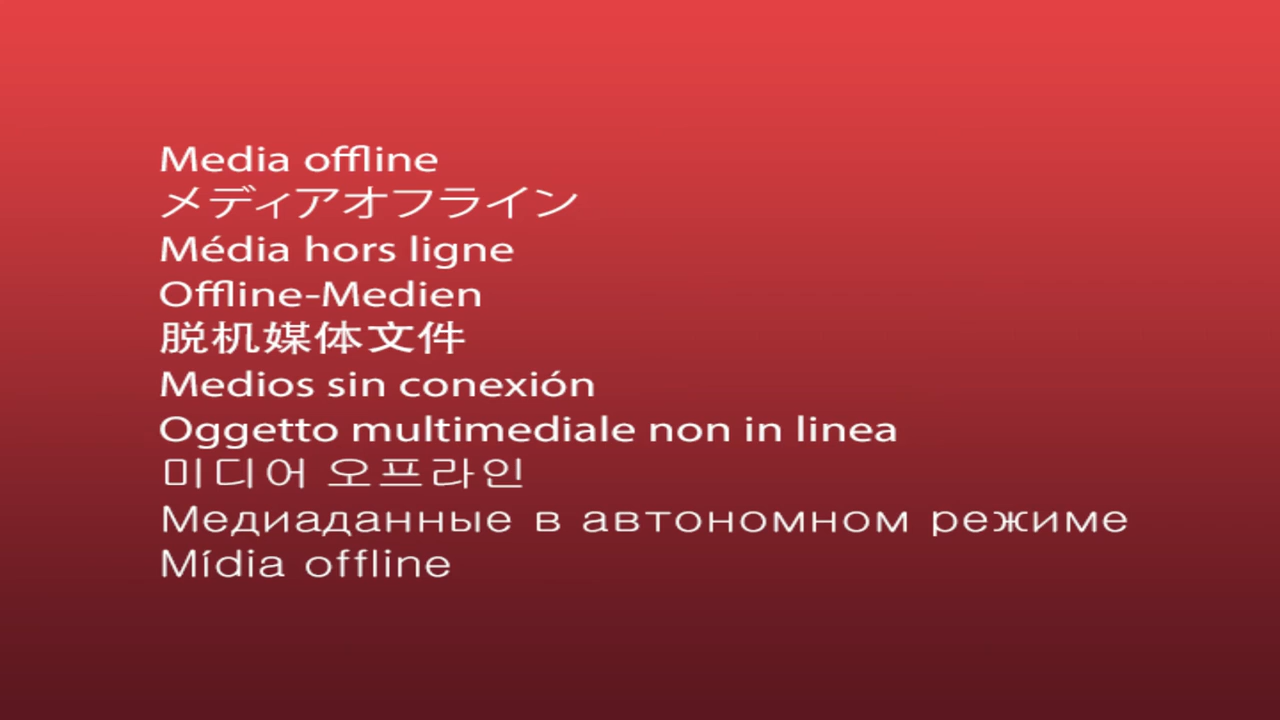 Media offline
メディアオフライン
Média hors ligne
Offline-Medien
脱机媒体文件
Medios sin conexión
Oggetto multimediale non in linea
미디어 오프라인
Медиаданные в автономном режиме
Mídia offline